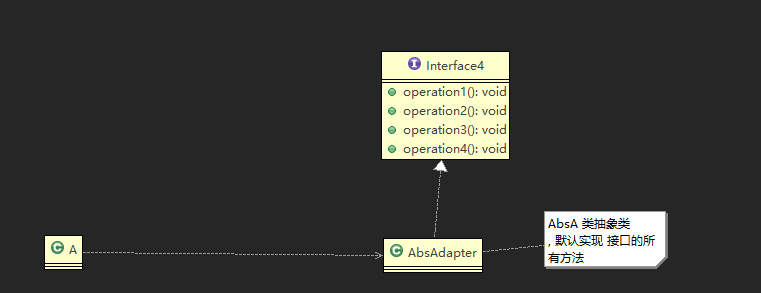 Interface4
operation1(): void
operation2(): void
operation3(): void
operation4(): void
A
AbsAdapter
AbsA 类抽象类
, 默认实现 接口的所
有方法